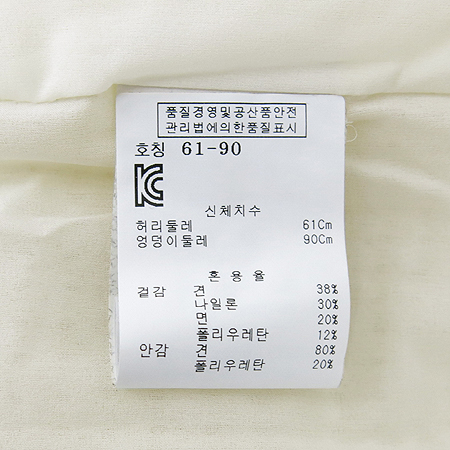 품질경영및공산품안전
관리법에의한품질표시
호칭 61-90
신체치수
허리둘레 61Cm
엉덩이둘레 90Cm
혼용율
겉감 견 38%
나일론 30%
면 20%
폴리우레탄 12%
안감 견 80%
폴리우레탄 20%